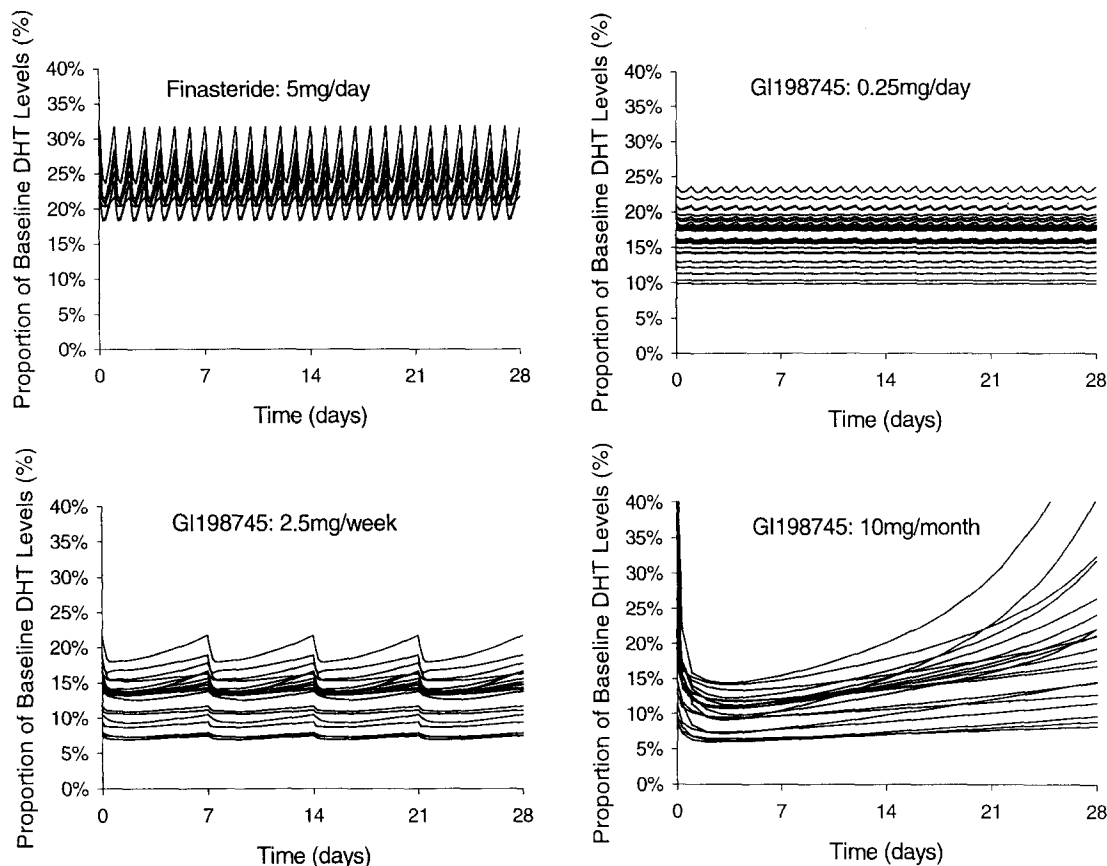 Proportion of Baseline DHT Levels (%)
Finasteride: 5mg/day
40%
35%
30%
25%
20%
15%
10%
5%
0%
0 7 14 21 28
Time (days)
Proportion of Baseline DHT Levels (%)
GI198745: 0.25mg/day
40%
35%
30%
25%
20%
15%
10%
5%
0%
0 7 14 21 28
Time (days)
Proportion of Baseline DHT Levels (%)
GI198745: 2.5mg/week
40%
35%
30%
25%
20%
15%
10%
5%
0%
0 7 14 21 28
Time (days)
Proportion of Baseline DHT Levels (%)
GI198745: 10mg/month
40%
35%
30%
25%
20%
15%
10%
5%
0%
0 7 14 21 28
Time (days)